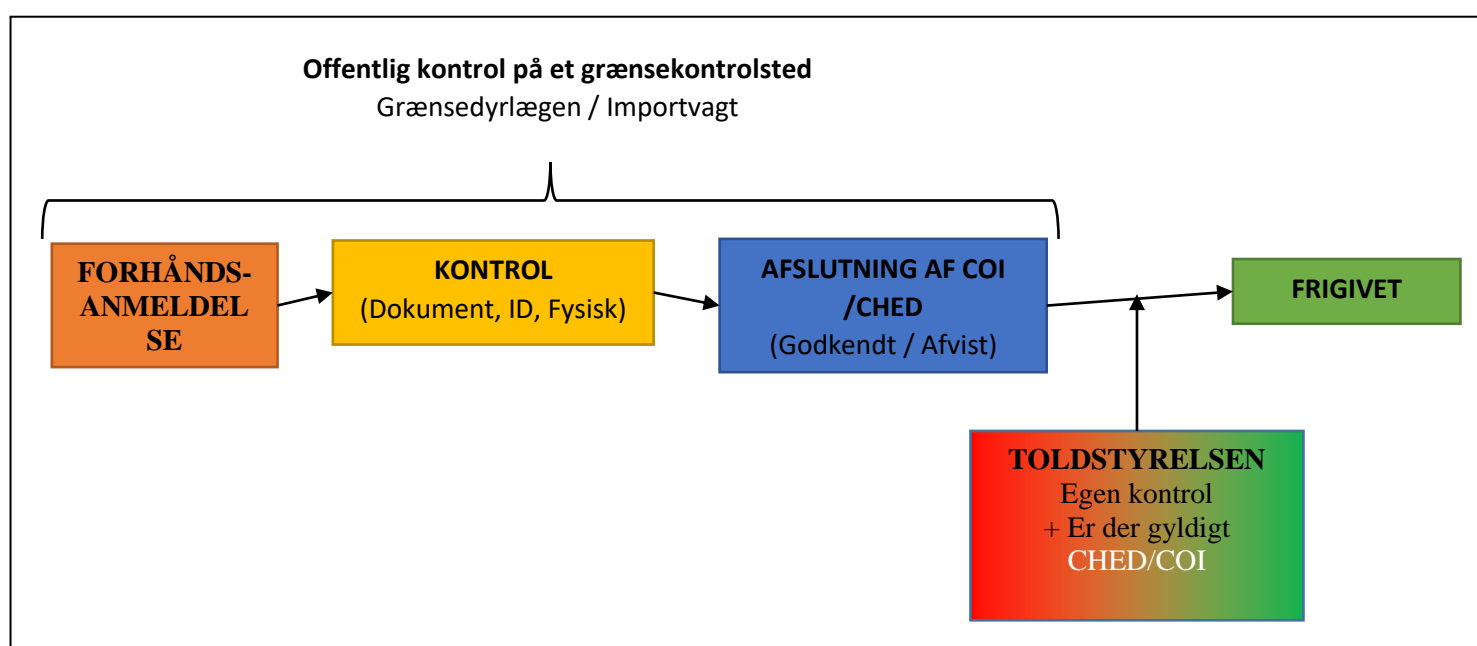 Offentlig kontrol på et grænsekontrolsted
Grænsedyrlægen / Importvagt
FORHÅNDS-
ANMELDEL
SE
KONTROL
(Dokument, ID, Fysisk)
AFSLUTNING AF COI
/CHED
(Godkendt / Afvist)
FRIGIVET
TOLDSTYRELSEN
Egen kontrol
+ Er der gyldigt
CHED/COI